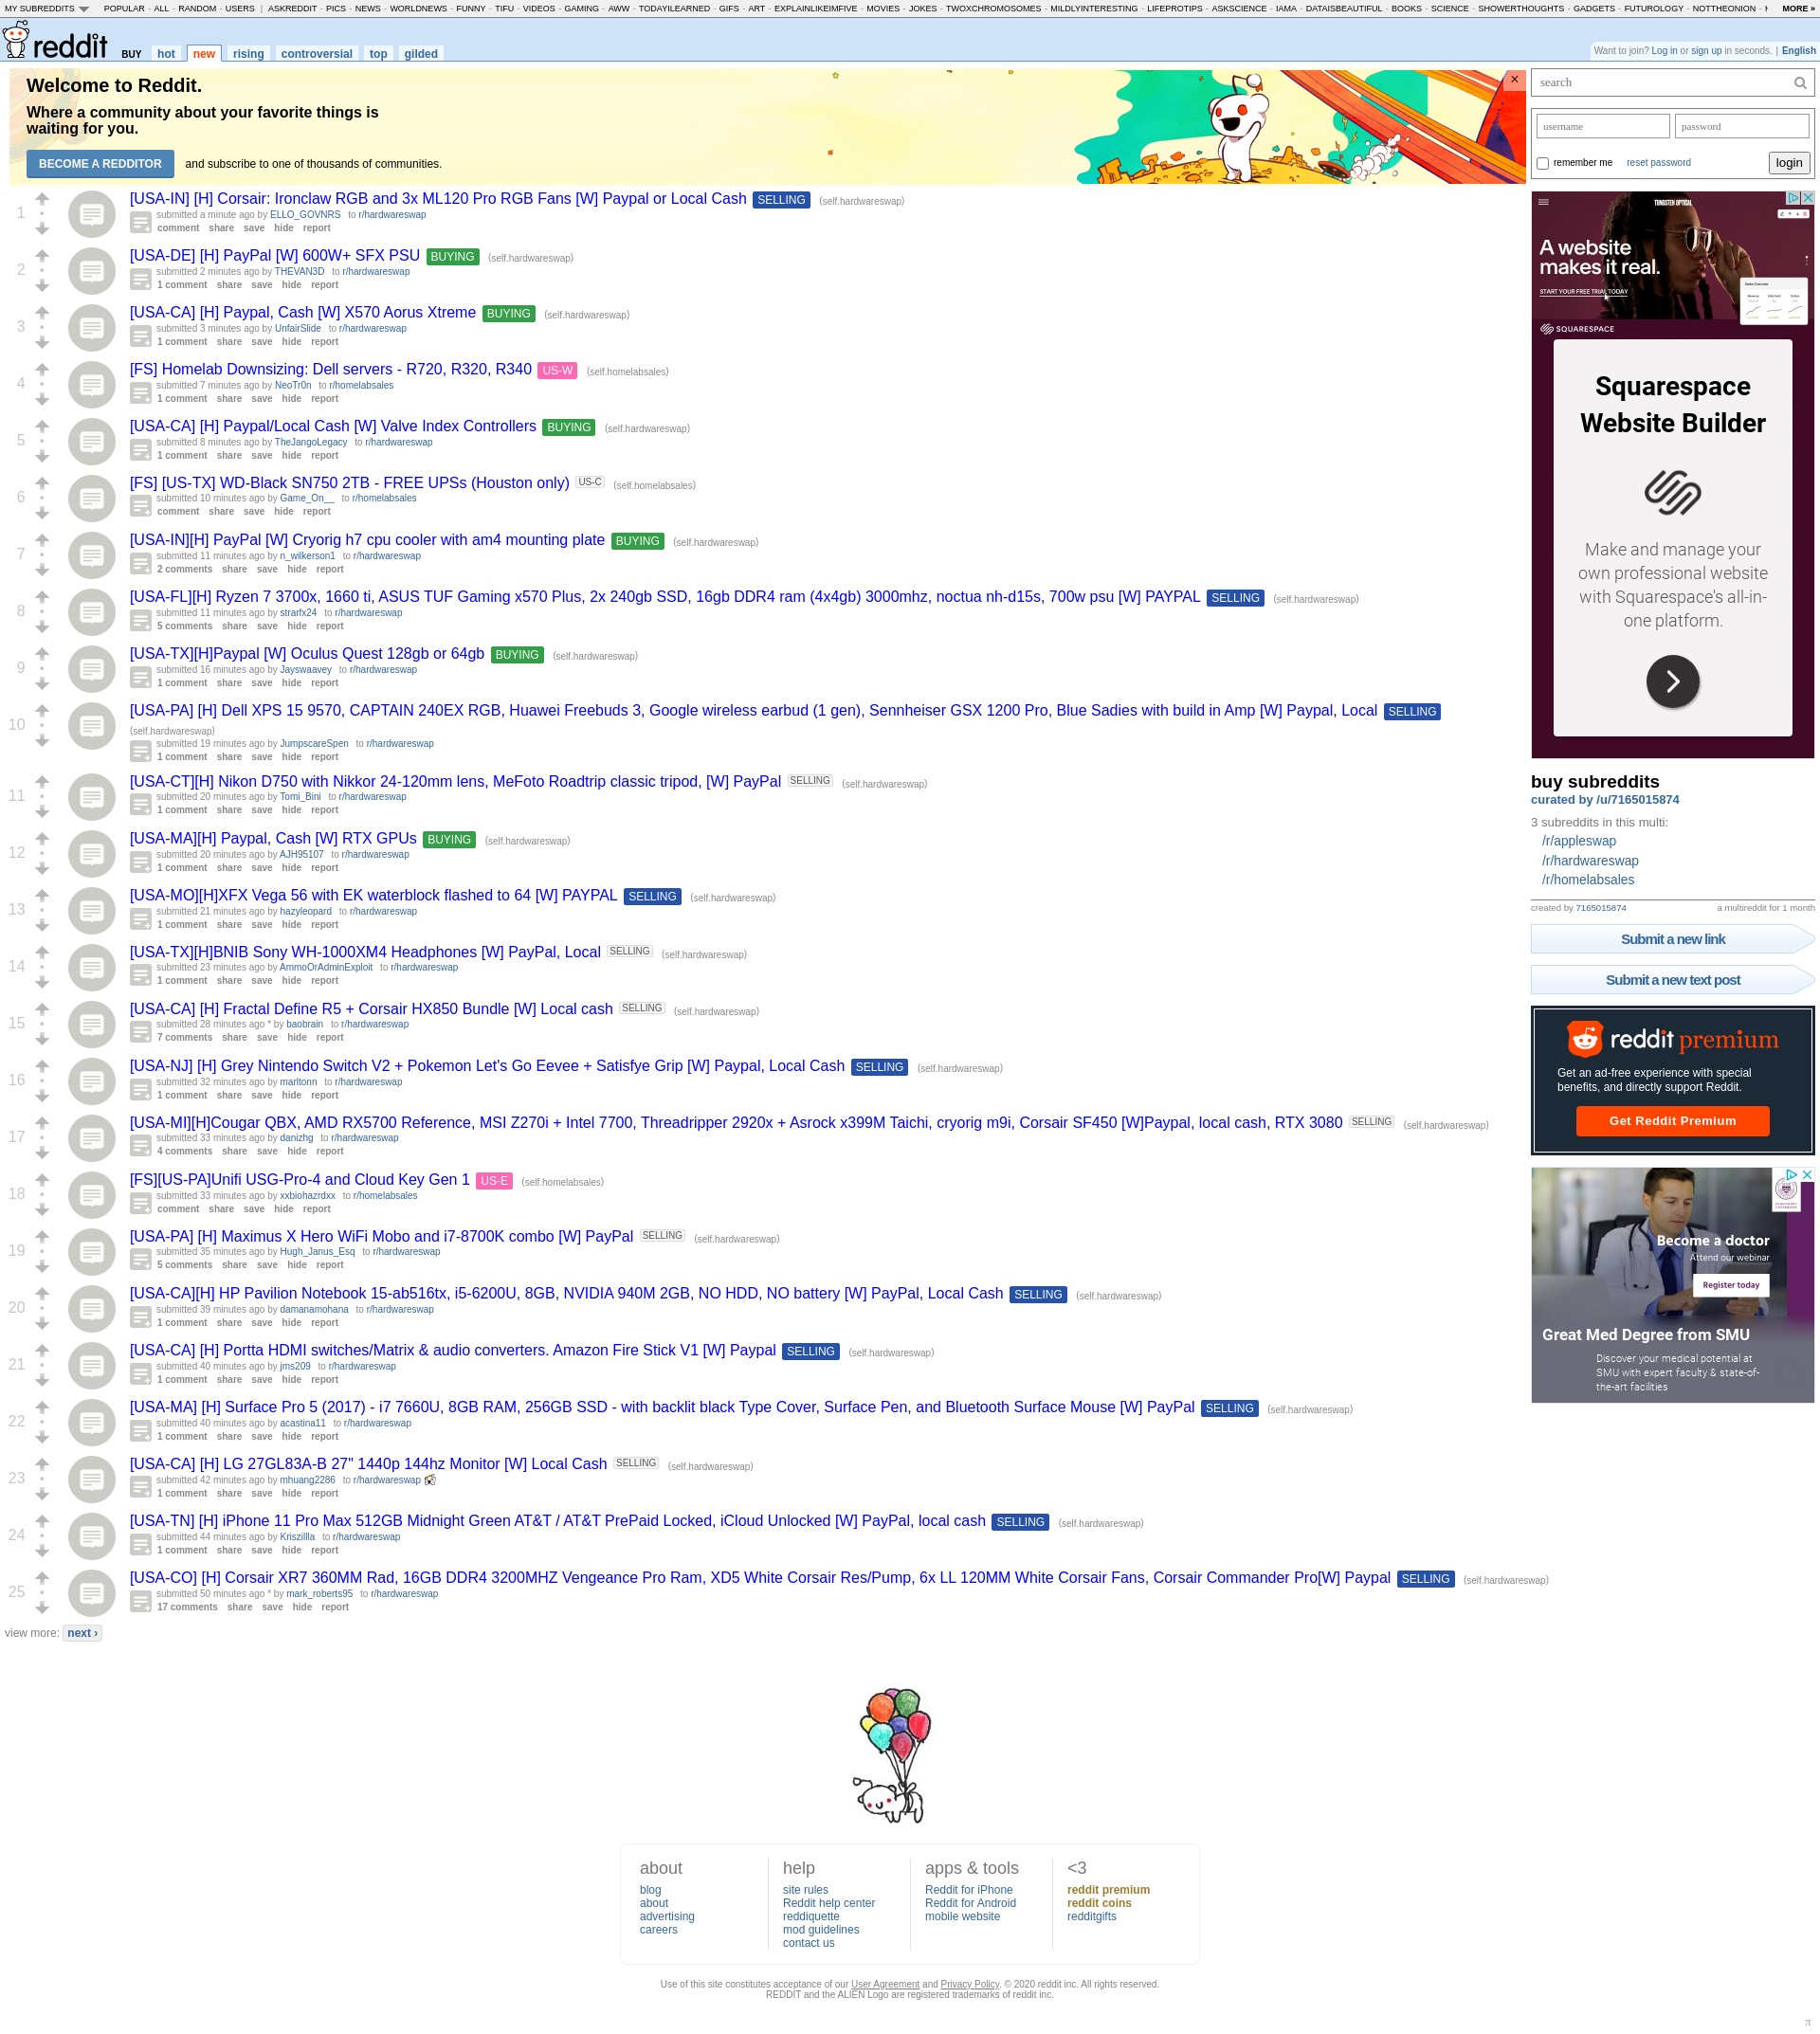 MY SUBREDDITS POPULAR - ALL - RANDOM - USERS | ASKREDDIT - PICS - NEWS - WORLDNEWS - FUNNY - TIFU - VIDEOS - GAMING - AWW - TODAYILEARNED - GIFS - ART - EXPLAINLIKEIMFIVE - MOVIES - JOKES - TWOXCHROMOSOMES - MILDLYINTERESTING - LIFEPROTIPS - ASKSCIENCE - IAMA - DATAISBEAUTIFUL - BOOKS - SCIENCE - SHOWERTHOUGHTS - GADGETS - FUTUROLOGY - NOTTHEONION - MORE »
reddit BUY hot new rising controversial top gilded
Want to join? Log in or sign up in seconds. | English
Welcome to Reddit.
Where a community about your favorite things is
waiting for you.
BECOME A REDDITOR and subscribe to one of thousands of communities.
1
[USA-IN] [H] Corsair: Ironclaw RGB and 3x ML120 Pro RGB Fans [W] Paypal or Local Cash SELLING (self.hardwareswap)
submitted a minute ago by ELLO_GOVNRS to r/hardwareswap
comment share save hide report
2
[USA-DE] [H] PayPal [W] 600W+ SFX PSU BUYING (self.hardwareswap)
submitted 2 minutes ago by THEVAN3D to r/hardwareswap
1 comment share save hide report
3
[USA-CA] [H] Paypal, Cash [W] X570 Aorus Xtreme BUYING (self.hardwareswap)
submitted 3 minutes ago by UnfairSlide to r/hardwareswap
1 comment share save hide report
4
[FS] Homelab Downsizing: Dell servers - R720, R320, R340 US-W (self.homelabsales)
submitted 7 minutes ago by NeoTr0n to r/homelabsales
1 comment share save hide report
5
[USA-CA] [H] Paypal/Local Cash [W] Valve Index Controllers BUYING (self.hardwareswap)
submitted 8 minutes ago by TheJangoLegacy to r/hardwareswap
1 comment share save hide report
6
[FS] [US-TX] WD-Black SN750 2TB - FREE UPSs (Houston only) US-C (self.homelabsales)
submitted 10 minutes ago by Game_On__ to r/homelabsales
comment share save hide report
7
[USA-IN][H] PayPal [W] Cryorig h7 cpu cooler with am4 mounting plate BUYING (self.hardwareswap)
submitted 11 minutes ago by n_wilkerson1 to r/hardwareswap
2 comments share save hide report
8
[USA-FL][H] Ryzen 7 3700x, 1660 ti, ASUS TUF Gaming x570 Plus, 2x 240gb SSD, 16gb DDR4 ram (4x4gb) 3000mhz, noctua nh-d15s, 700w psu [W] PAYPAL SELLING (self.hardwareswap)
submitted 11 minutes ago by strarfx24 to r/hardwareswap
5 comments share save hide report
9
[USA-TX][H]Paypal [W] Oculus Quest 128gb or 64gb BUYING (self.hardwareswap)
submitted 16 minutes ago by Jayswaavey to r/hardwareswap
1 comment share save hide report
10
[USA-PA] [H] Dell XPS 15 9570, CAPTAIN 240EX RGB, Huawei Freebuds 3, Google wireless earbud (1 gen), Sennheiser GSX 1200 Pro, Blue Sadies with build in Amp [W] Paypal, Local SELLING
(self.hardwareswap)
submitted 19 minutes ago by JumpscareSpen to r/hardwareswap
1 comment share save hide report
11
[USA-CT][H] Nikon D750 with Nikkor 24-120mm lens, MeFoto Roadtrip classic tripod, [W] PayPal SELLING (self.hardwareswap)
submitted 20 minutes ago by Tomi_Bini to r/hardwareswap
1 comment share save hide report
12
[USA-MA][H] Paypal, Cash [W] RTX GPUs BUYING (self.hardwareswap)
submitted 20 minutes ago by AJH95107 to r/hardwareswap
1 comment share save hide report
13
[USA-MO][H]XFX Vega 56 with EK waterblock flashed to 64 [W] PAYPAL SELLING (self.hardwareswap)
submitted 21 minutes ago by hazyleopard to r/hardwareswap
1 comment share save hide report
14
[USA-TX][H]BNIB Sony WH-1000XM4 Headphones [W] PayPal, Local SELLING (self.hardwareswap)
submitted 23 minutes ago by AmmoOrAdminExploit to r/hardwareswap
1 comment share save hide report
15
[USA-CA] [H] Fractal Define R5 + Corsair HX850 Bundle [W] Local cash SELLING (self.hardwareswap)
submitted 28 minutes ago * by baobrain to r/hardwareswap
7 comments share save hide report
16
[USA-NJ] [H] Grey Nintendo Switch V2 + Pokemon Let's Go Eevee + Satisfye Grip [W] Paypal, Local Cash SELLING (self.hardwareswap)
submitted 32 minutes ago by marltonn to r/hardwareswap
1 comment share save hide report
17
[USA-MI][H]Cougar QBX, AMD RX5700 Reference, MSI Z270i + Intel 7700, Threadripper 2920x + Asrock x399M Taichi, cryorig m9i, Corsair SF450 [W]Paypal, local cash, RTX 3080 SELLING (self.hardwareswap)
submitted 33 minutes ago by danizhg to r/hardwareswap
4 comments share save hide report
18
[FS][US-PA]Unifi USG-Pro-4 and Cloud Key Gen 1 US-E (self.homelabsales)
submitted 33 minutes ago by xxbiohazrdxx to r/homelabsales
comment share save hide report
19
[USA-PA] [H] Maximus X Hero WiFi Mobo and i7-8700K combo [W] PayPal SELLING (self.hardwareswap)
submitted 35 minutes ago by Hugh_Janus_Esq to r/hardwareswap
5 comments share save hide report
20
[USA-CA][H] HP Pavilion Notebook 15-ab516tx, i5-6200U, 8GB, NVIDIA 940M 2GB, NO HDD, NO battery [W] PayPal, Local Cash SELLING (self.hardwareswap)
submitted 39 minutes ago by damanamohana to r/hardwareswap
1 comment share save hide report
21
[USA-CA] [H] Portta HDMI switches/Matrix & audio converters. Amazon Fire Stick V1 [W] Paypal SELLING (self.hardwareswap)
submitted 40 minutes ago by jms209 to r/hardwareswap
1 comment share save hide report
22
[USA-MA] [H] Surface Pro 5 (2017) - i7 7660U, 8GB RAM, 256GB SSD - with backlit black Type Cover, Surface Pen, and Bluetooth Surface Mouse [W] PayPal SELLING (self.hardwareswap)
submitted 40 minutes ago by acastina11 to r/hardwareswap
1 comment share save hide report
23
[USA-CA] [H] LG 27GL83A-B 27" 1440p 144hz Monitor [W] Local Cash SELLING (self.hardwareswap)
submitted 42 minutes ago by mhuang2286 to r/hardwareswap
1 comment share save hide report
24
[USA-TN] [H] iPhone 11 Pro Max 512GB Midnight Green AT&T / AT&T PrePaid Locked, iCloud Unlocked [W] PayPal, local cash SELLING (self.hardwareswap)
submitted 44 minutes ago by Kriszillla to r/hardwareswap
1 comment share save hide report
25
[USA-CO] [H] Corsair XR7 360MM Rad, 16GB DDR4 3200MHZ Vengeance Pro Ram, XD5 White Corsair Res/Pump, 6x LL 120MM White Corsair Fans, Corsair Commander Pro[W] Paypal SELLING (self.hardwareswap)
submitted 50 minutes ago * by mark_roberts95 to r/hardwareswap
17 comments share save hide report
view more: next ›
search
username password
remember me reset password login
TUNGSTEN OPTICAL
A website
makes it real.
START YOUR FREE TRIAL TODAY
SQUARESPACE
Squarespace
Website Builder
Make and manage your
own professional website
with Squarespace's all-in-
one platform.
buy subreddits
curated by /u/7165015874
3 subreddits in this multi:
/r/appleswap
/r/hardwareswap
/r/homelabsales
created by 7165015874 a multireddit for 1 month
Submit a new link
Submit a new text post
reddit premium
Get an ad-free experience with special
benefits, and directly support Reddit.
Get Reddit Premium
Become a doctor
Attend our webinar
Register today
Great Med Degree from SMU
Discover your medical potential at
SMU with expert faculty & state-of-
the-art facilities
about
blog
about
advertising
careers
help
site rules
Reddit help center
reddiquette
mod guidelines
contact us
apps & tools
Reddit for iPhone
Reddit for Android
mobile website
<3
reddit premium
reddit coins
redditgifts
Use of this site constitutes acceptance of our User Agreement and Privacy Policy. © 2020 reddit inc. All rights reserved.
REDDIT and the ALIEN Logo are registered trademarks of reddit inc.
π